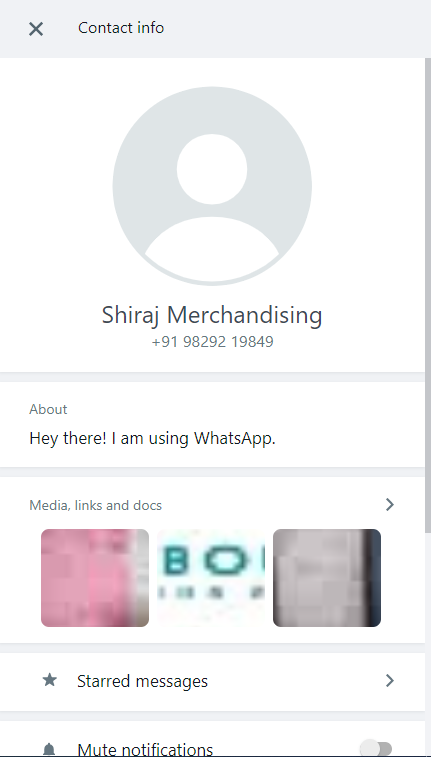 Contact info
Shiraj Merchandising
+91 98292 19849
About
Hey there! I am using WhatsApp.
Media, links and docs
BO
Starred messages
Mute notifications